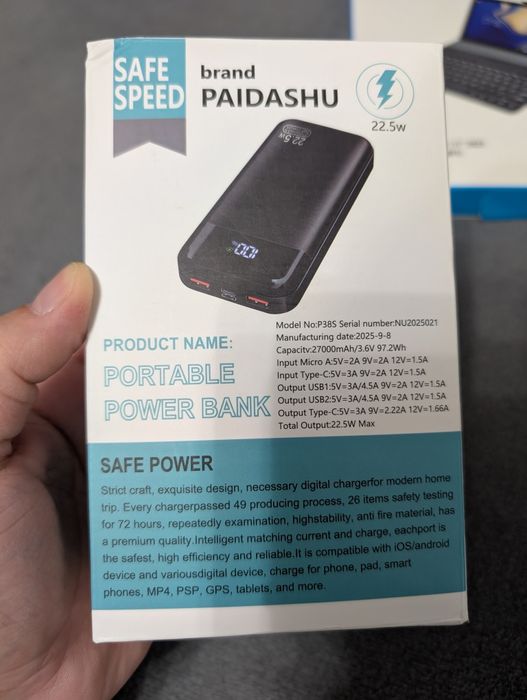 SAFE
SPEED
brand
PAIDASHU
22.5w
22.5w
100
PRODUCT NAME:
PORTABLE
POWER BANK
Model No:P38S Serial number:NU2025021
Manufacturing date:2025-9-8
Capacity:27000mAh/3.6V 97.2Wh
Input Micro A:5V=2A 9V=2A 12V=1.5A
Input Type-C:5V=3A 9V=2A 12V=1.5A
Output USB1:5V=3A/4.5A 9V=2A 12V=1.5A
Output USB2:5V=3A/4.5A 9V=2A 12V=1.5A
Output Type-C:5V=3A 9V=2.22A 12V=1.66A
Total Output:22.5W Max
SAFE POWER
Strict craft, exquisite design, necessary digital chargerfor modern home
trip. Every chargerpassed 49 producing process, 26 items safety testing
for 72 hours, repeatedly examination, highstability, anti fire material, has
a premium quality.Intelligent matching current and charge, eachport is
the safest, high efficiency and reliable.It is compatible with iOS/android
device and variousdigital device, charge for phone, pad, smart
phones, MP4, PSP, GPS, tablets, and more.